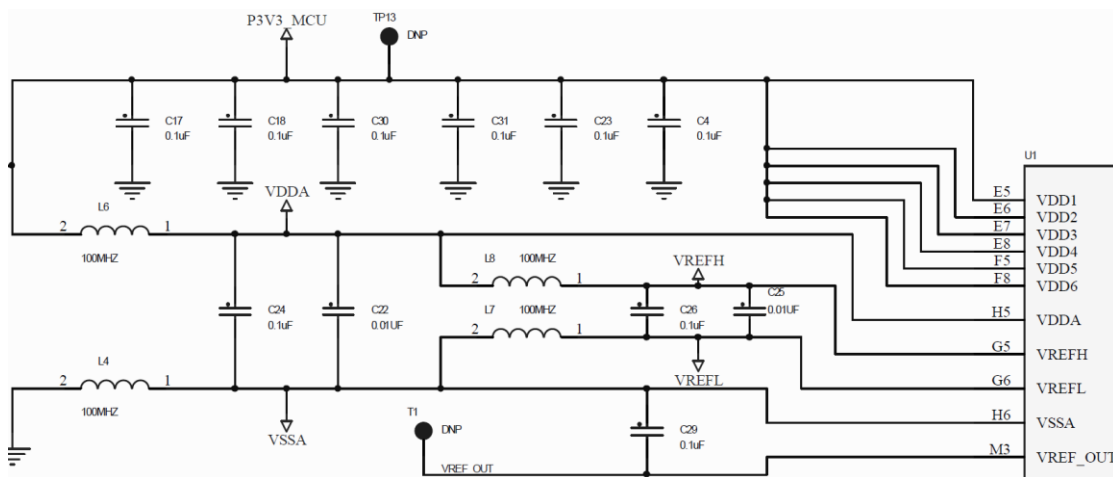 P3V3_MCU
TP13
DNP
C17
0.1uF
C18
0.1uF
C30
0.1uF
C31
0.1uF
C23
0.1uF
C4
0.1uF
U1
VDDA
L6
2 1
100MHZ
E5 VDD1
E6 VDD2
E7 VDD3
E8 VDD4
F5 VDD5
F8 VDD6
H5 VDDA
G5 VREFH
G6 VREFL
H6 VSSA
M3 VREF_OUT
L8 100MHZ
2 1
VREFH
C25
0.01UF
C24
0.1uF
C22
0.01UF
L7 100MHZ
2 1
C26
0.1uF
VREFL
L4
2 1
100MHZ
VSSA
T1
DNP
C29
0.1uF
VREF_OUT